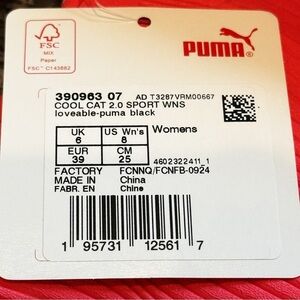 FSC
MIX
Paper
FSC™ C143882
PUMA
390963 07
AD T3287VRM00667
COOL CAT 2.0 SPORT WNS
loveable-puma black
UK US Wn's Womens
6 8
EUR CM
39 25
4602322411_1
FACTORY FCNNQ/FCNFB-0924
MADE IN China
FABR. EN Chine
1 95731 12561 7